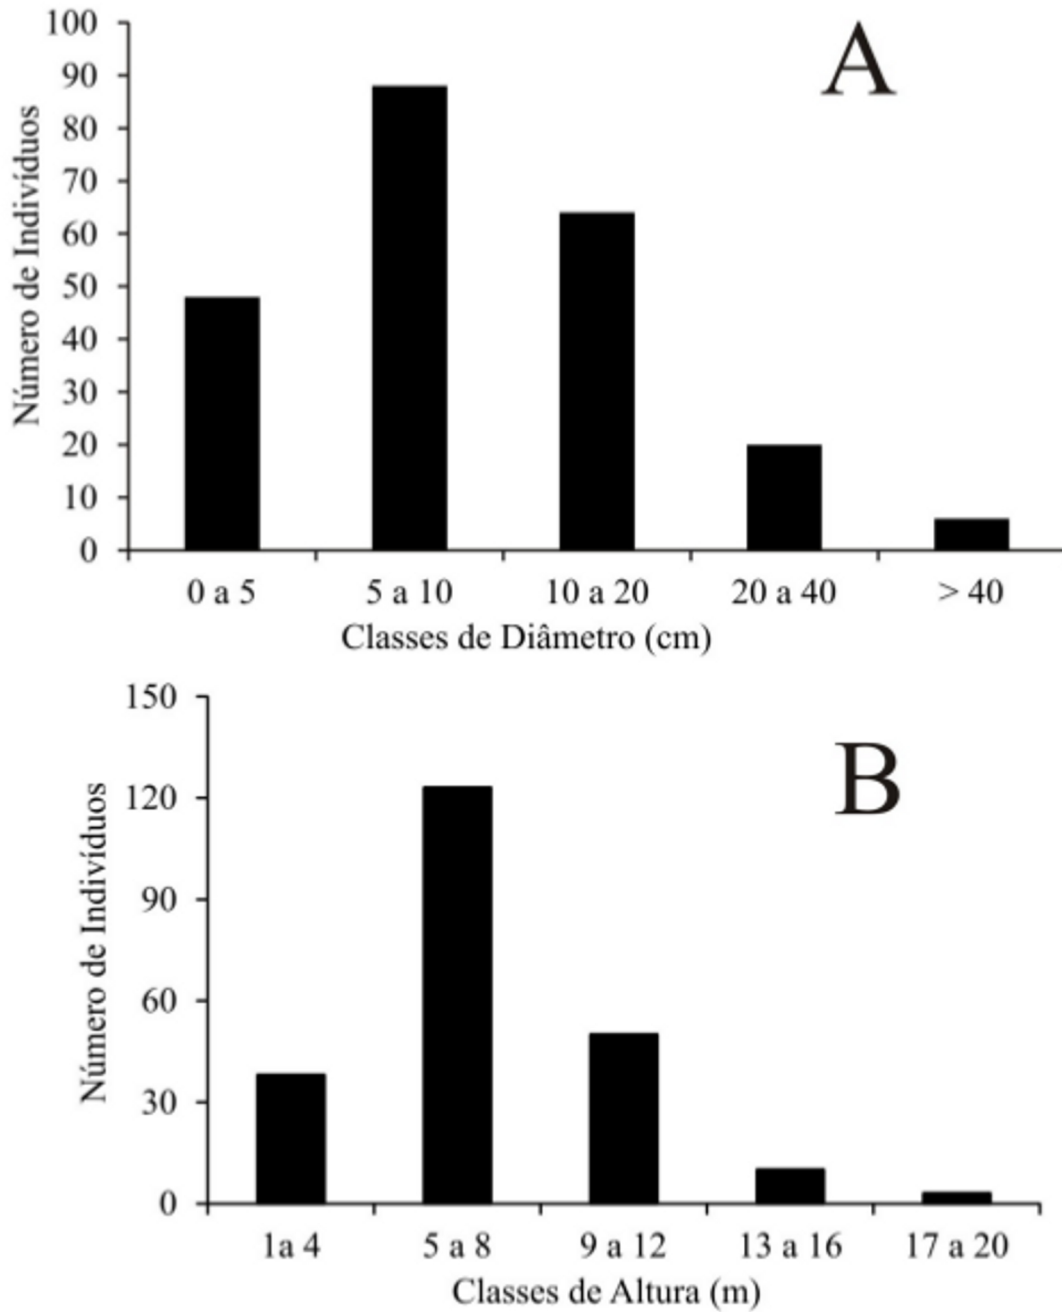 A
Número de Indivíduos
100
90
80
70
60
50
40
30
20
10
0
0 a 5 5 a 10 10 a 20 20 a 40 > 40
Classes de Diâmetro (cm)
B
Número de Indivíduos
150
120
90
60
30
0
1a 4 5 a 8 9 a 12 13 a 16 17 a 20
Classes de Altura (m)